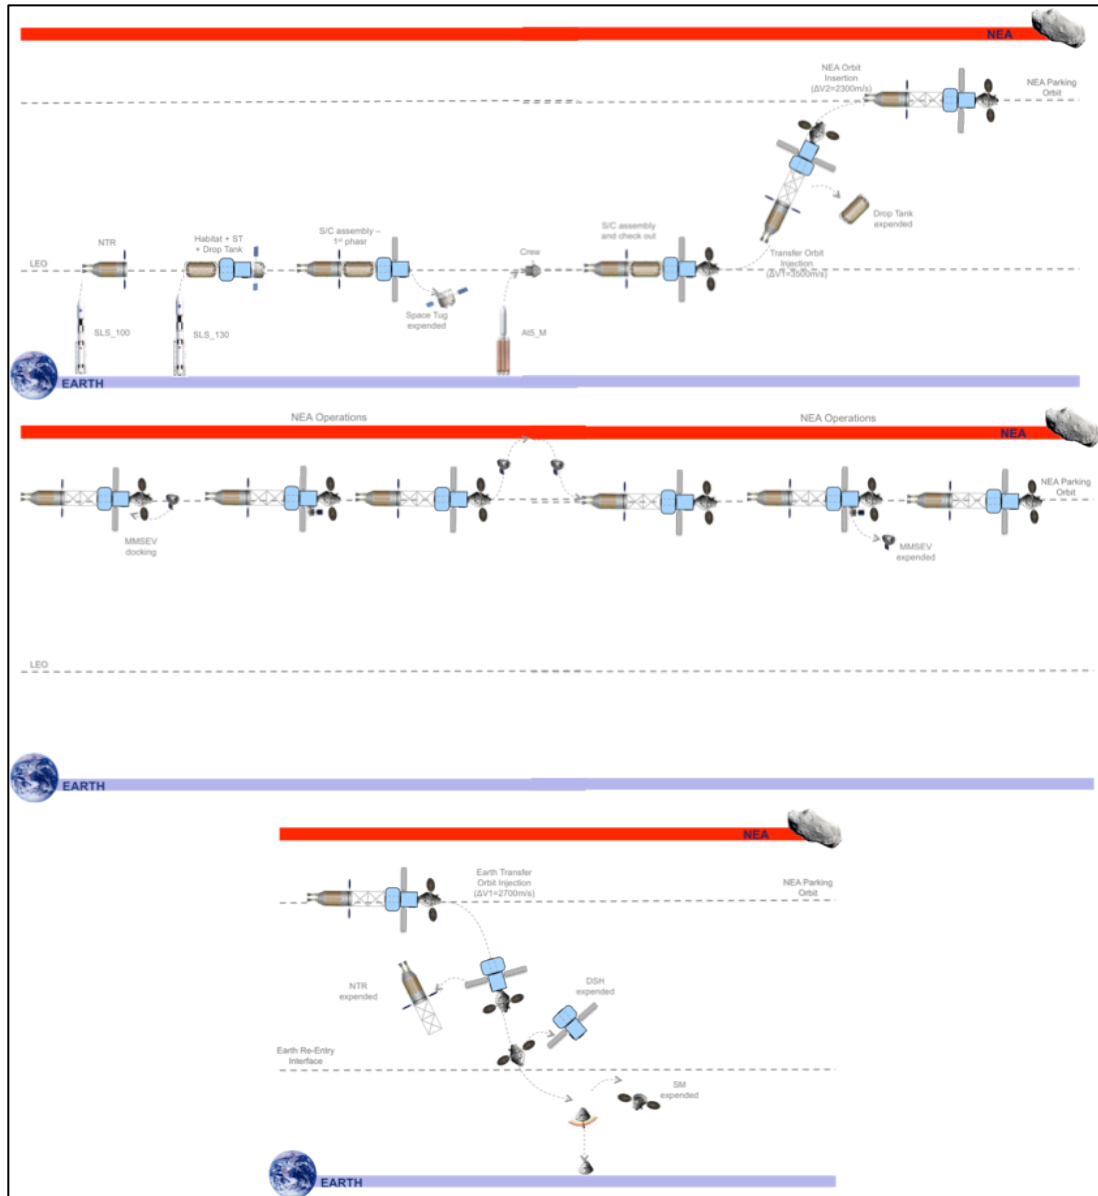 NEA
NEA Orbit
Insertion
(ΔV2=2300m/s)
NEA Parking
Orbit
Drop Tank
expended
Transfer Orbit
Injection
(ΔV1=3500m/s)
LEO
NTR
Habitat + ST
+ Drop Tank
S/C assembly –
1st phasr
Space Tug
expended
Crew
S/C assembly
and check out
SLS_100
SLS_130
At5_M
EARTH
NEA Operations
NEA Operations
NEA
NEA Parking
Orbit
MMSEV
docking
MMSEV
expended
LEO
EARTH
NEA
Earth Transfer
Orbit Injection
(ΔV1=2700m/s)
NEA Parking
Orbit
NTR
expended
DSH
expended
Earth Re-Entry
Interface
SM
expended
EARTH